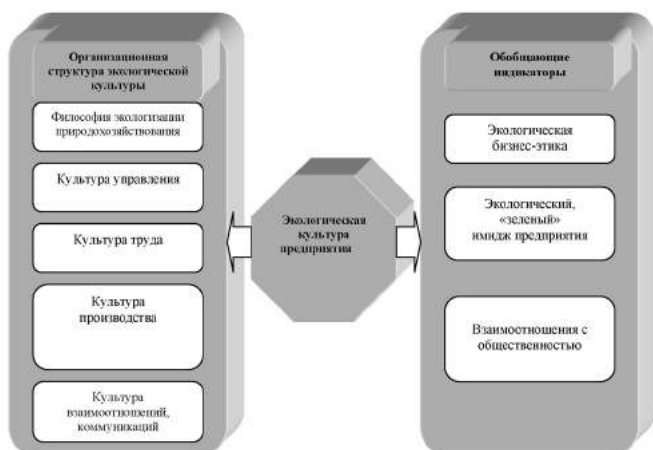 Организационная
структура экологической
культуры
Философия экологизации
природохозяйствования
Культура управления
Культура труда
Культура
производства
Культура
взаимоотношений,
коммуникаций
Экологическая
культура
предприятия
Обобщающие
индикаторы
Экологическая
бизнес-этика
Экологический,
«зеленый»
имидж предприятия
Взаимоотношения с
общественностью